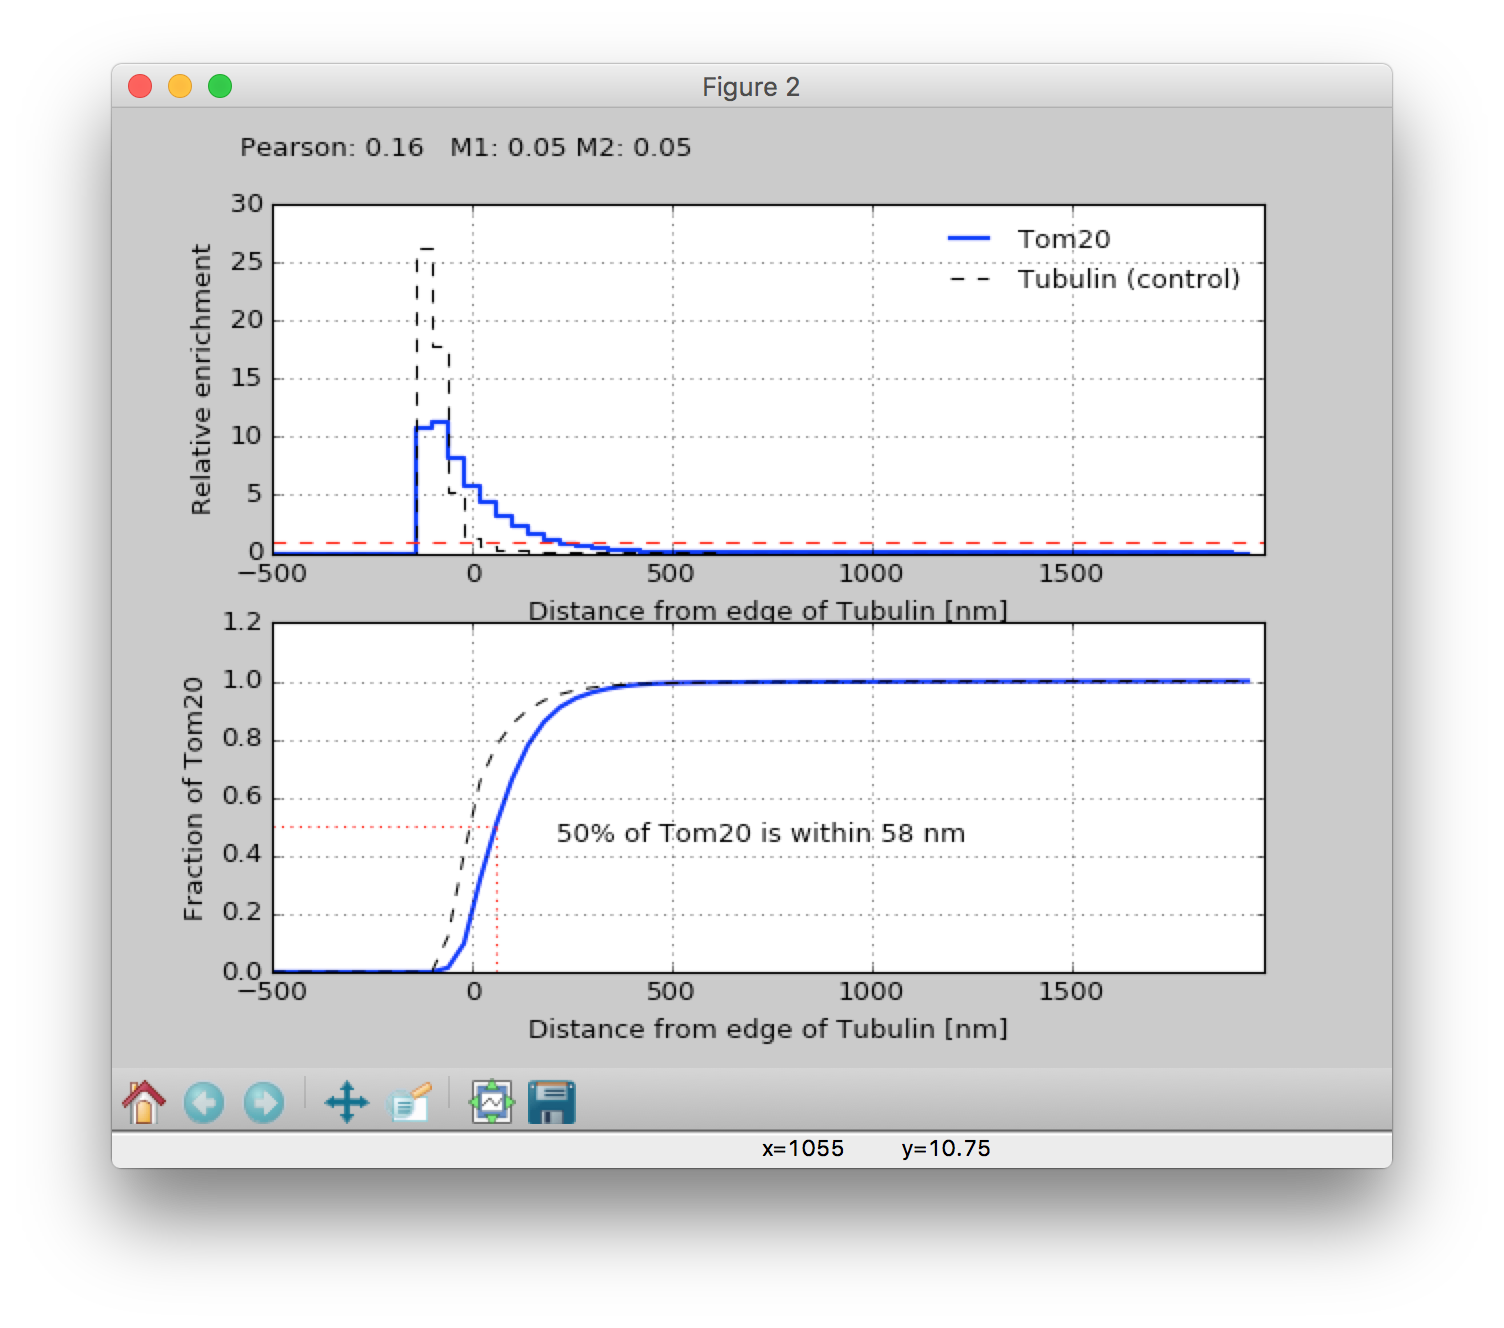 Figure 2
Pearson: 0.16   M1: 0.05 M2: 0.05
Relative enrichment
30
25
20
15
10
5
0
Tom20
Tubulin (control)
−500 0 500 1000 1500
Distance from edge of Tubulin [nm]
Fraction of Tom20
1.2
1.0
0.8
0.6
0.4
0.2
0.0
50% of Tom20 is within 58 nm
−500 0 500 1000 1500
Distance from edge of Tubulin [nm]
x=1055 y=10.75